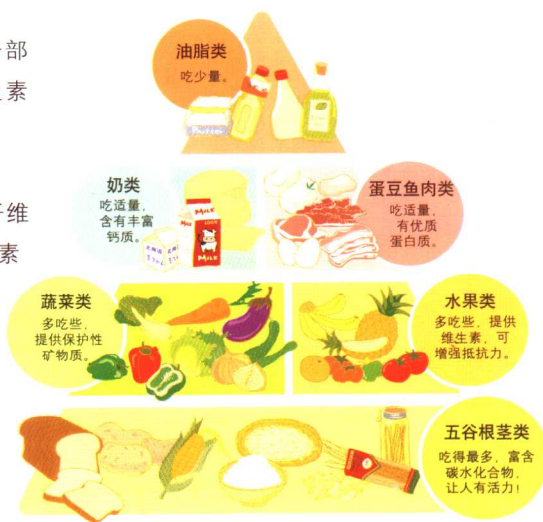 部
素
维
素
油脂类
吃少量。
奶类
吃适量，
含有丰富
钙质。
MILK
MILK
蛋豆鱼肉类
吃适量，
有优质
蛋白质。
蔬菜类
多吃些，
提供保护性
矿物质。
水果类
多吃些，提供
维生素，可
增强抵抗力。
五谷根茎类
吃得最多，富含
碳水化合物，
让人有活力！